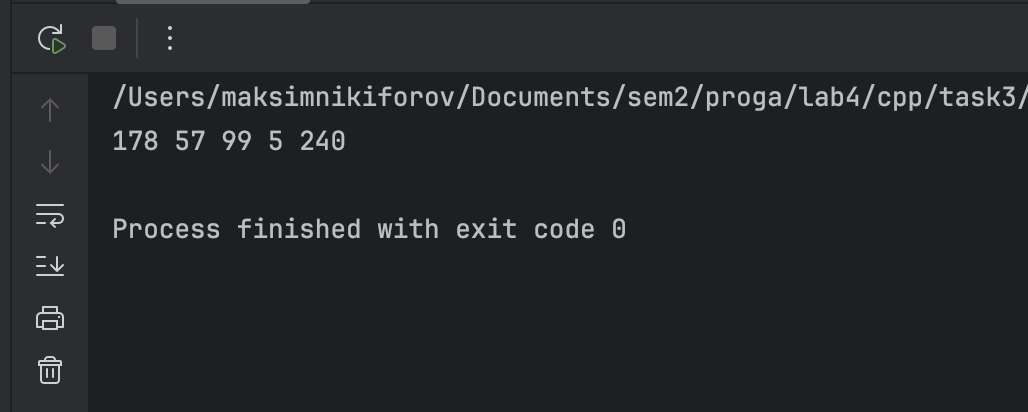 /Users/maksimnikiforov/Documents/sem2/proga/lab4/cpp/task3/
178 57 99 5 240
Process finished with exit code 0